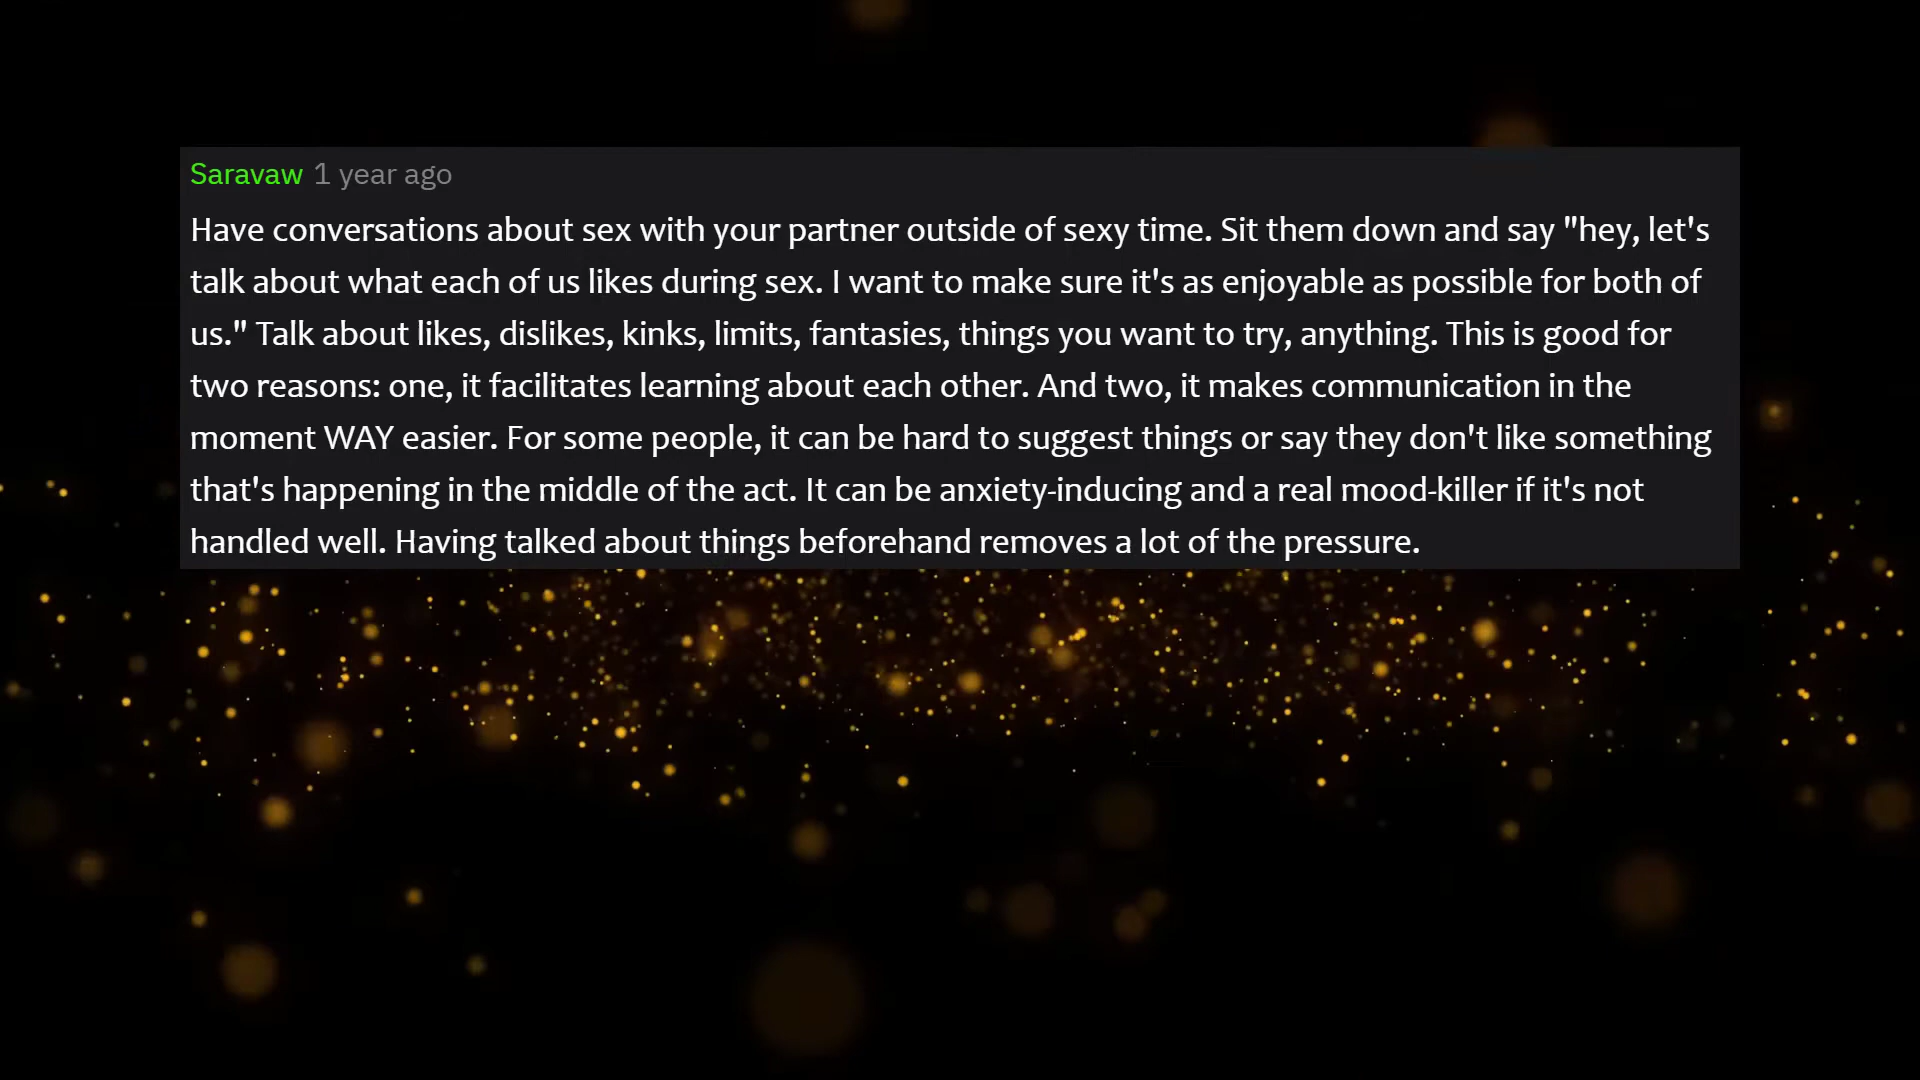 Saravaw 1 year ago
Have conversations about sex with your partner outside of sexy time. Sit them down and say "hey, let's
talk about what each of us likes during sex. I want to make sure it's as enjoyable as possible for both of
us." Talk about likes, dislikes, kinks, limits, fantasies, things you want to try, anything. This is good for
two reasons: one, it facilitates learning about each other. And two, it makes communication in the
moment WAY easier. For some people, it can be hard to suggest things or say they don't like something
that's happening in the middle of the act. It can be anxiety-inducing and a real mood-killer if it's not
handled well. Having talked about things beforehand removes a lot of the pressure.